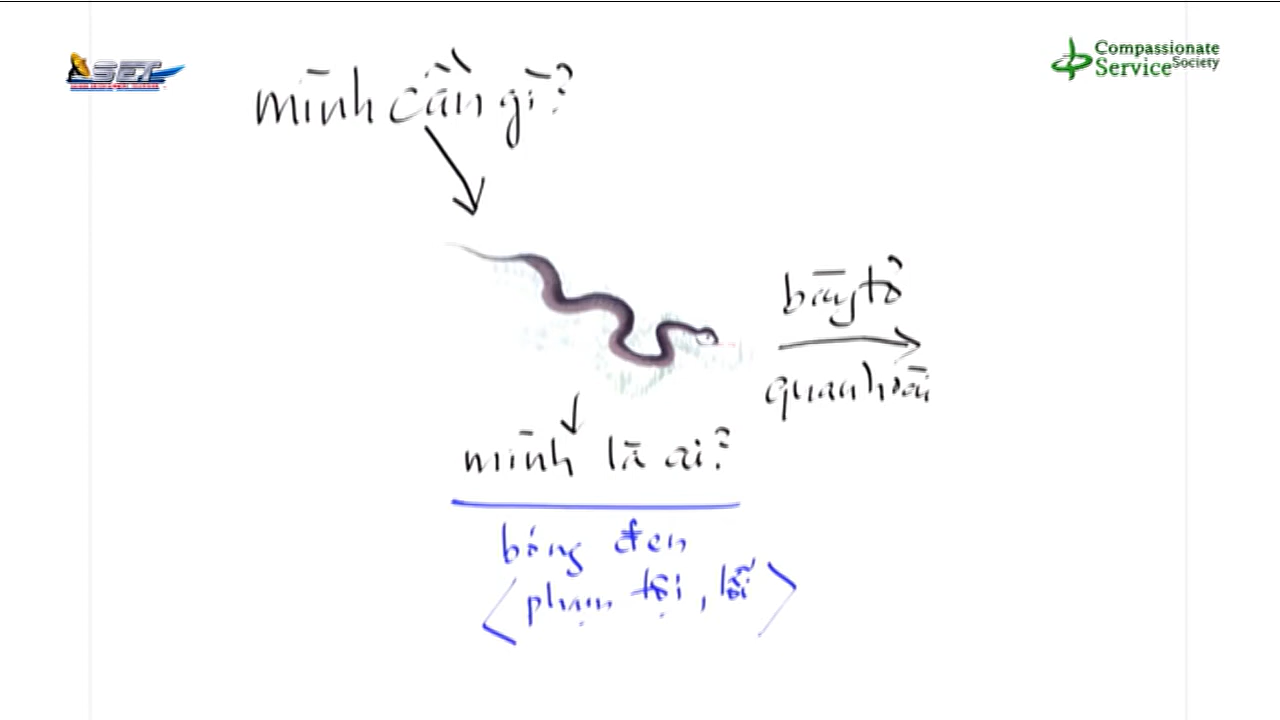 SET
Compassionate
Service Society
mình cần gì?
bày tỏ
quan hoài
mình là ai?
bóng đen
phạm tội, lỗi